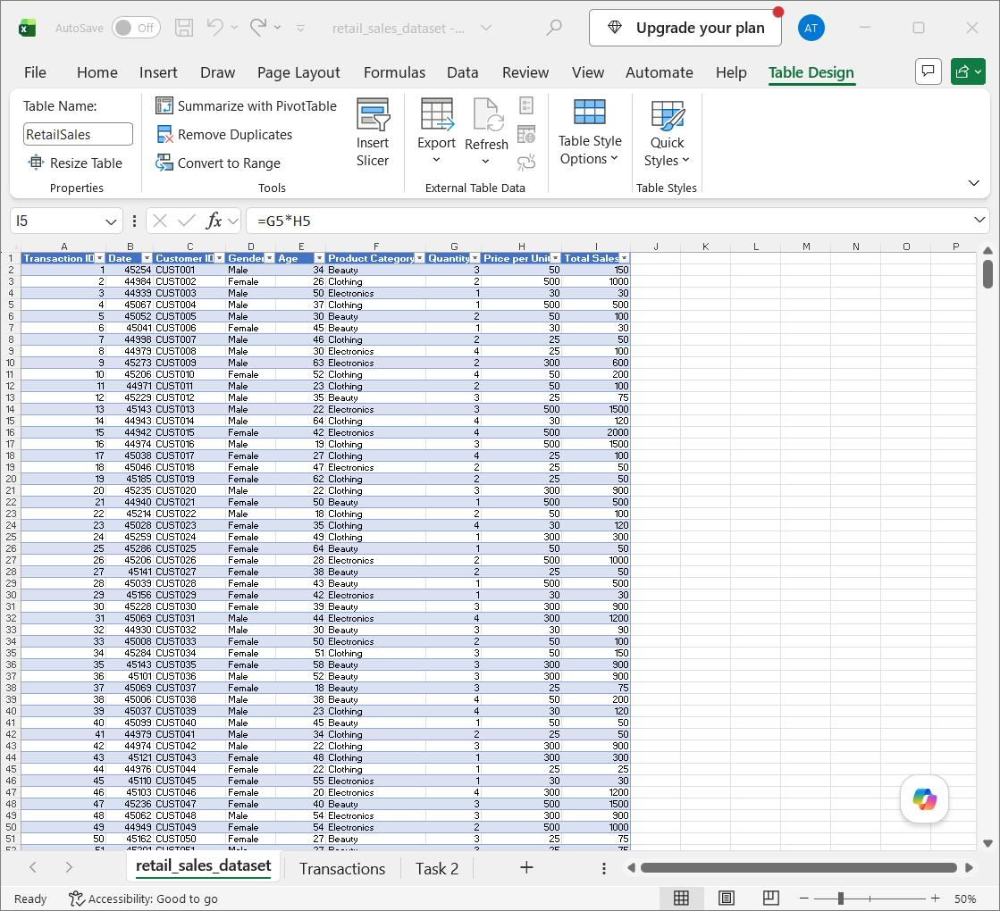 AutoSave Off retail_sales_dataset -... Upgrade your plan AT
File Home Insert Draw Page Layout Formulas Data Review View Automate Help Table Design
Table Name:
RetailSales
Resize Table
Properties
Summarize with PivotTable
Remove Duplicates
Convert to Range
Tools
Insert
Slicer
Export
Refresh
External Table Data
Table Style
Options
Quick
Styles
Table Styles
I5 fx =G5*H5
A B C D E F G H I J K L M N O P
1 Transaction ID Date Customer ID Gender Age Product Category Quantity Price per Unit Total Sales
2 1 45254 CUST001 Male 34 Beauty 3 50 150
3 2 44984 CUST002 Female 26 Clothing 2 500 1000
4 3 44939 CUST003 Male 50 Electronics 1 30 30
5 4 45067 CUST004 Male 37 Clothing 1 500 500
6 5 45052 CUST005 Male 30 Beauty 2 50 100
7 6 45041 CUST006 Female 45 Beauty 1 30 30
8 7 44998 CUST007 Male 46 Clothing 2 25 50
9 8 44979 CUST008 Male 30 Electronics 4 25 100
10 9 45273 CUST009 Male 63 Electronics 2 300 600
11 10 45206 CUST010 Female 52 Clothing 4 50 200
12 11 44971 CUST011 Male 23 Clothing 2 50 100
13 12 45229 CUST012 Male 35 Beauty 3 25 75
14 13 45143 CUST013 Male 22 Electronics 3 500 1500
15 14 44943 CUST014 Male 64 Clothing 4 30 120
16 15 44942 CUST015 Female 42 Electronics 4 500 2000
17 16 44974 CUST016 Male 19 Clothing 3 500 1500
18 17 45038 CUST017 Female 27 Clothing 4 25 100
19 18 45046 CUST018 Female 47 Electronics 2 25 50
20 19 45185 CUST019 Female 62 Clothing 2 25 50
21 20 45235 CUST020 Male 22 Clothing 3 300 900
22 21 44940 CUST021 Female 50 Beauty 1 500 500
23 22 45214 CUST022 Male 18 Clothing 2 50 100
24 23 45028 CUST023 Female 35 Clothing 4 30 120
25 24 45259 CUST024 Female 49 Clothing 1 300 300
26 25 45286 CUST025 Female 64 Beauty 1 50 50
27 26 45206 CUST026 Female 28 Electronics 2 500 1000
28 27 45141 CUST027 Female 38 Beauty 2 25 50
29 28 45039 CUST028 Female 43 Beauty 1 500 500
30 29 45156 CUST029 Female 42 Electronics 1 30 30
31 30 45228 CUST030 Female 39 Beauty 3 300 900
32 31 45069 CUST031 Male 44 Electronics 4 300 1200
33 32 44930 CUST032 Male 30 Beauty 3 30 90
34 33 45008 CUST033 Female 50 Electronics 2 50 100
35 34 45284 CUST034 Female 51 Clothing 3 50 150
36 35 45143 CUST035 Female 58 Beauty 3 300 900
37 36 45101 CUST036 Male 52 Beauty 3 300 900
38 37 45069 CUST037 Female 18 Beauty 3 25 75
39 38 45006 CUST038 Male 38 Beauty 4 50 200
40 39 45037 CUST039 Male 23 Clothing 4 30 120
41 40 45099 CUST040 Male 45 Beauty 1 50 50
42 41 44979 CUST041 Male 34 Clothing 2 25 50
43 42 44974 CUST042 Male 22 Clothing 3 300 900
44 43 45121 CUST043 Female 48 Clothing 1 300 300
45 44 44976 CUST044 Female 22 Clothing 1 25 25
46 45 45110 CUST045 Female 55 Electronics 1 30 30
47 46 45103 CUST046 Female 20 Electronics 4 300 1200
48 47 45236 CUST047 Female 40 Beauty 3 500 1500
49 48 45062 CUST048 Male 54 Electronics 3 300 900
50 49 44949 CUST049 Female 54 Electronics 2 500 1000
51 50 45162 CUST050 Female 27 Beauty 3 25 75
retail_sales_dataset Transactions Task 2
Ready Accessibility: Good to go 50%